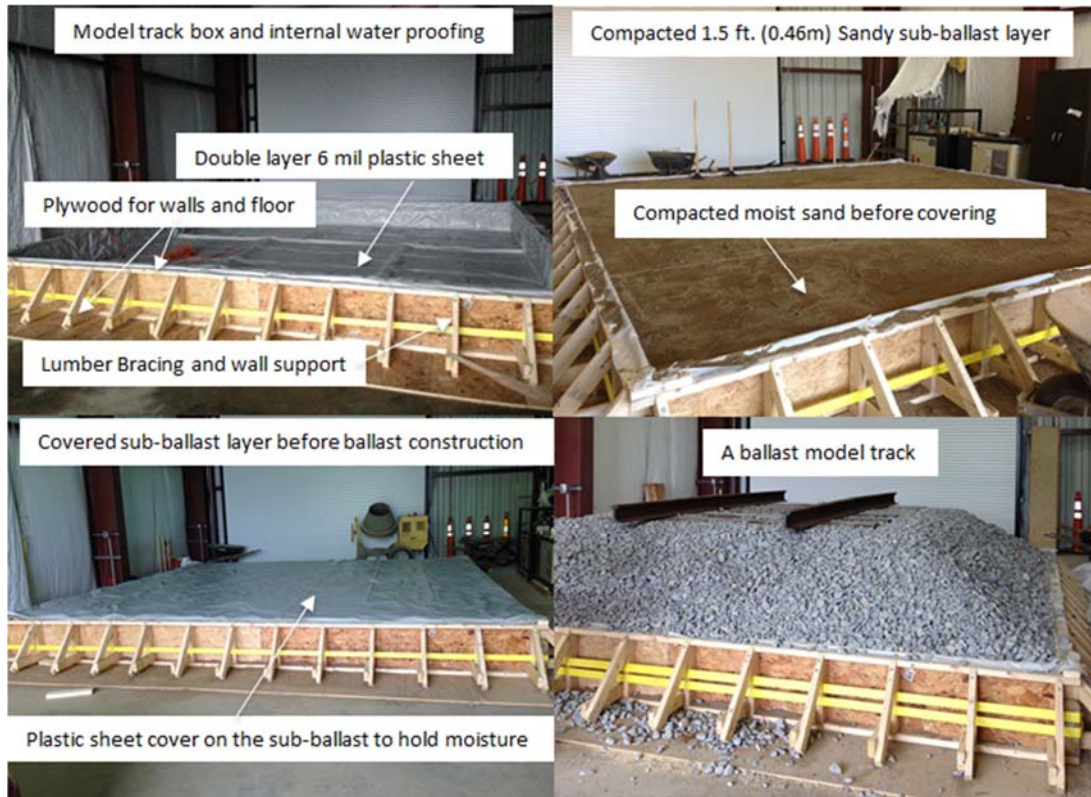 Model track box and internal water proofing
Double layer 6 mil plastic sheet
Plywood for walls and floor
Lumber Bracing and wall support
Compacted 1.5 ft. (0.46m) Sandy sub-ballast layer
Compacted moist sand before covering
Covered sub-ballast layer before ballast construction
Plastic sheet cover on the sub-ballast to hold moisture
A ballast model track